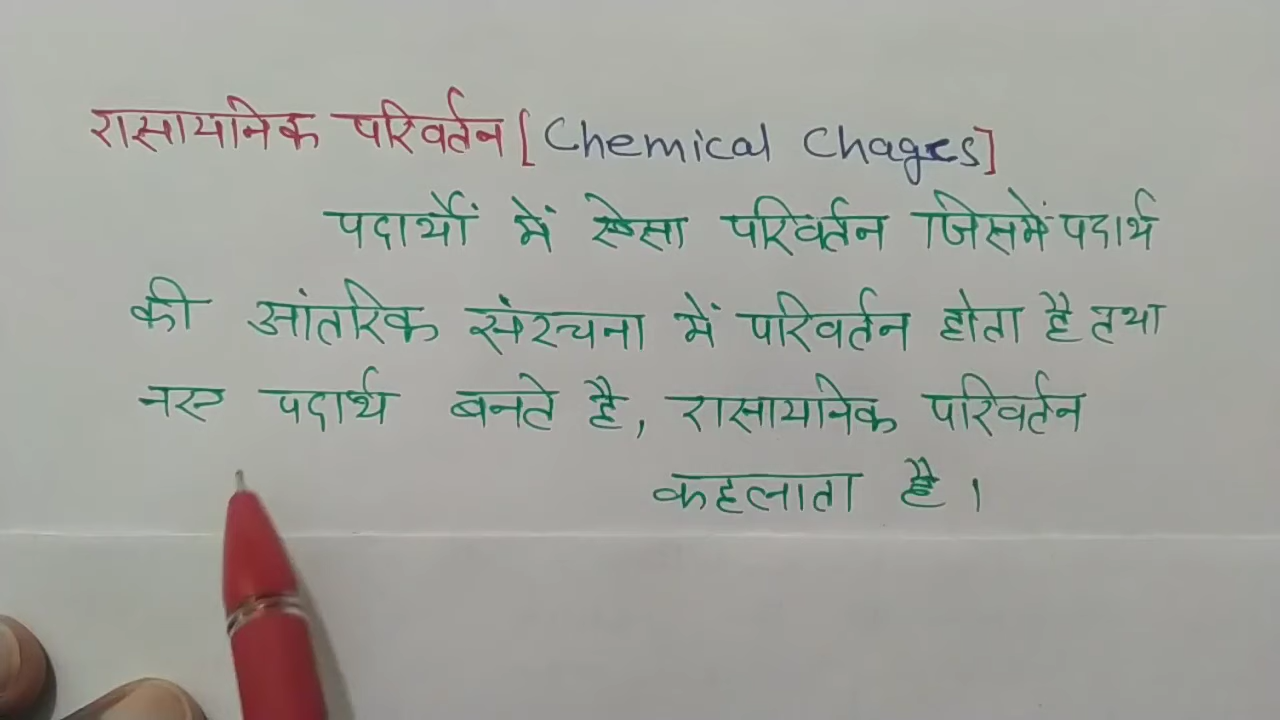 रासायनिक परिवर्तन [Chemical Chages]
पदार्थों में ऐसा परिवर्तन जिसमें पदार्थ
की आंतरिक संरचना में परिवर्तन होता है तथा
नए पदार्थ बनते है, रासायनिक परिवर्तन
कहलाता है।